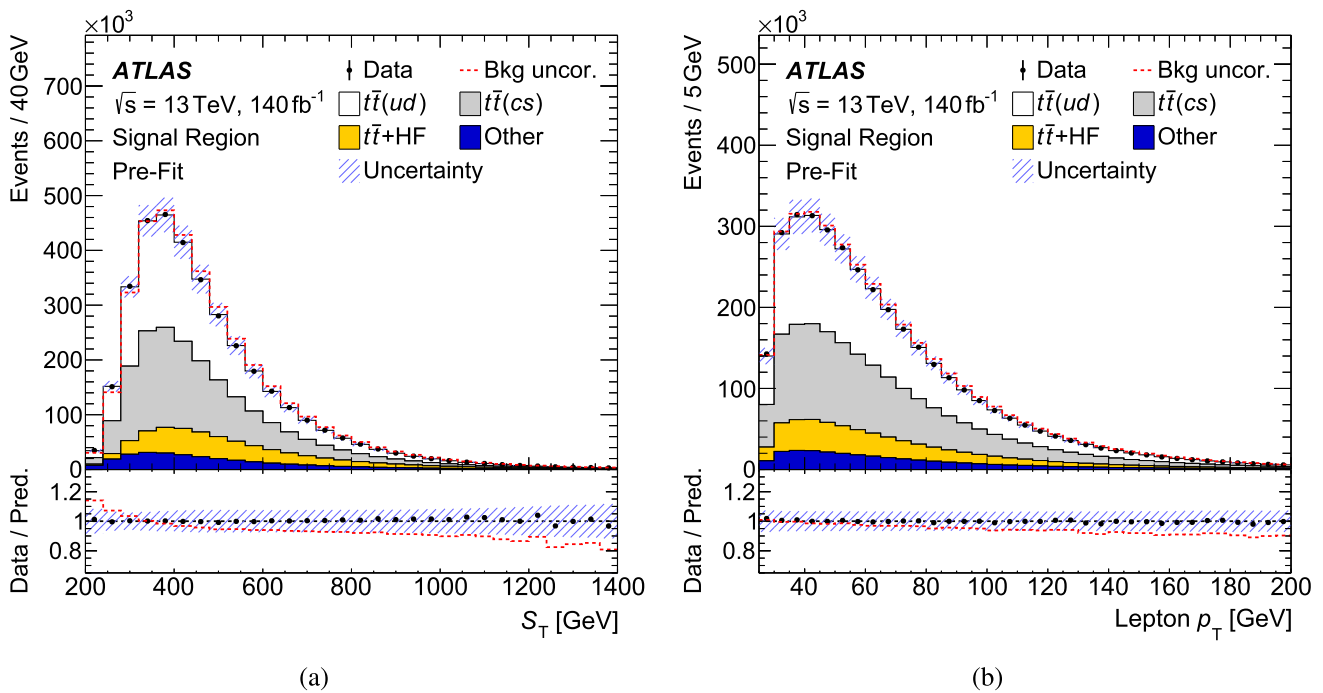 ×10³
Events / 40 GeV
ATLAS
√s = 13 TeV, 140 fb⁻¹
Signal Region
Pre-Fit
Data
Bkg uncor.
tt̄(ud)
tt̄(cs)
tt̄+HF
Other
Uncertainty
700
600
500
400
300
200
100
0
Data / Pred.
1.2
1
0.8
200 400 600 800 1000 1200 1400
S_T [GeV]
(a)
×10³
Events / 5 GeV
ATLAS
√s = 13 TeV, 140 fb⁻¹
Signal Region
Pre-Fit
Data
Bkg uncor.
tt̄(ud)
tt̄(cs)
tt̄+HF
Other
Uncertainty
500
400
300
200
100
0
Data / Pred.
1.2
1
0.8
40 60 80 100 120 140 160 180 200
Lepton p_T [GeV]
(b)